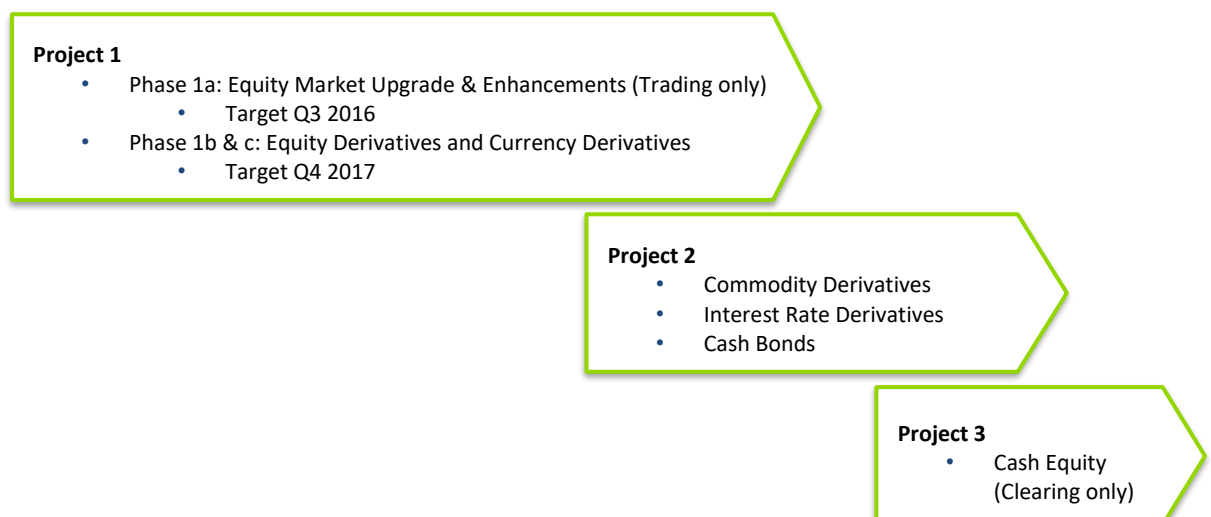 Project 1
• Phase 1a: Equity Market Upgrade & Enhancements (Trading only)
• Target Q3 2016
• Phase 1b & c: Equity Derivatives and Currency Derivatives
• Target Q4 2017
Project 2
• Commodity Derivatives
• Interest Rate Derivatives
• Cash Bonds
Project 3
• Cash Equity
(Clearing only)